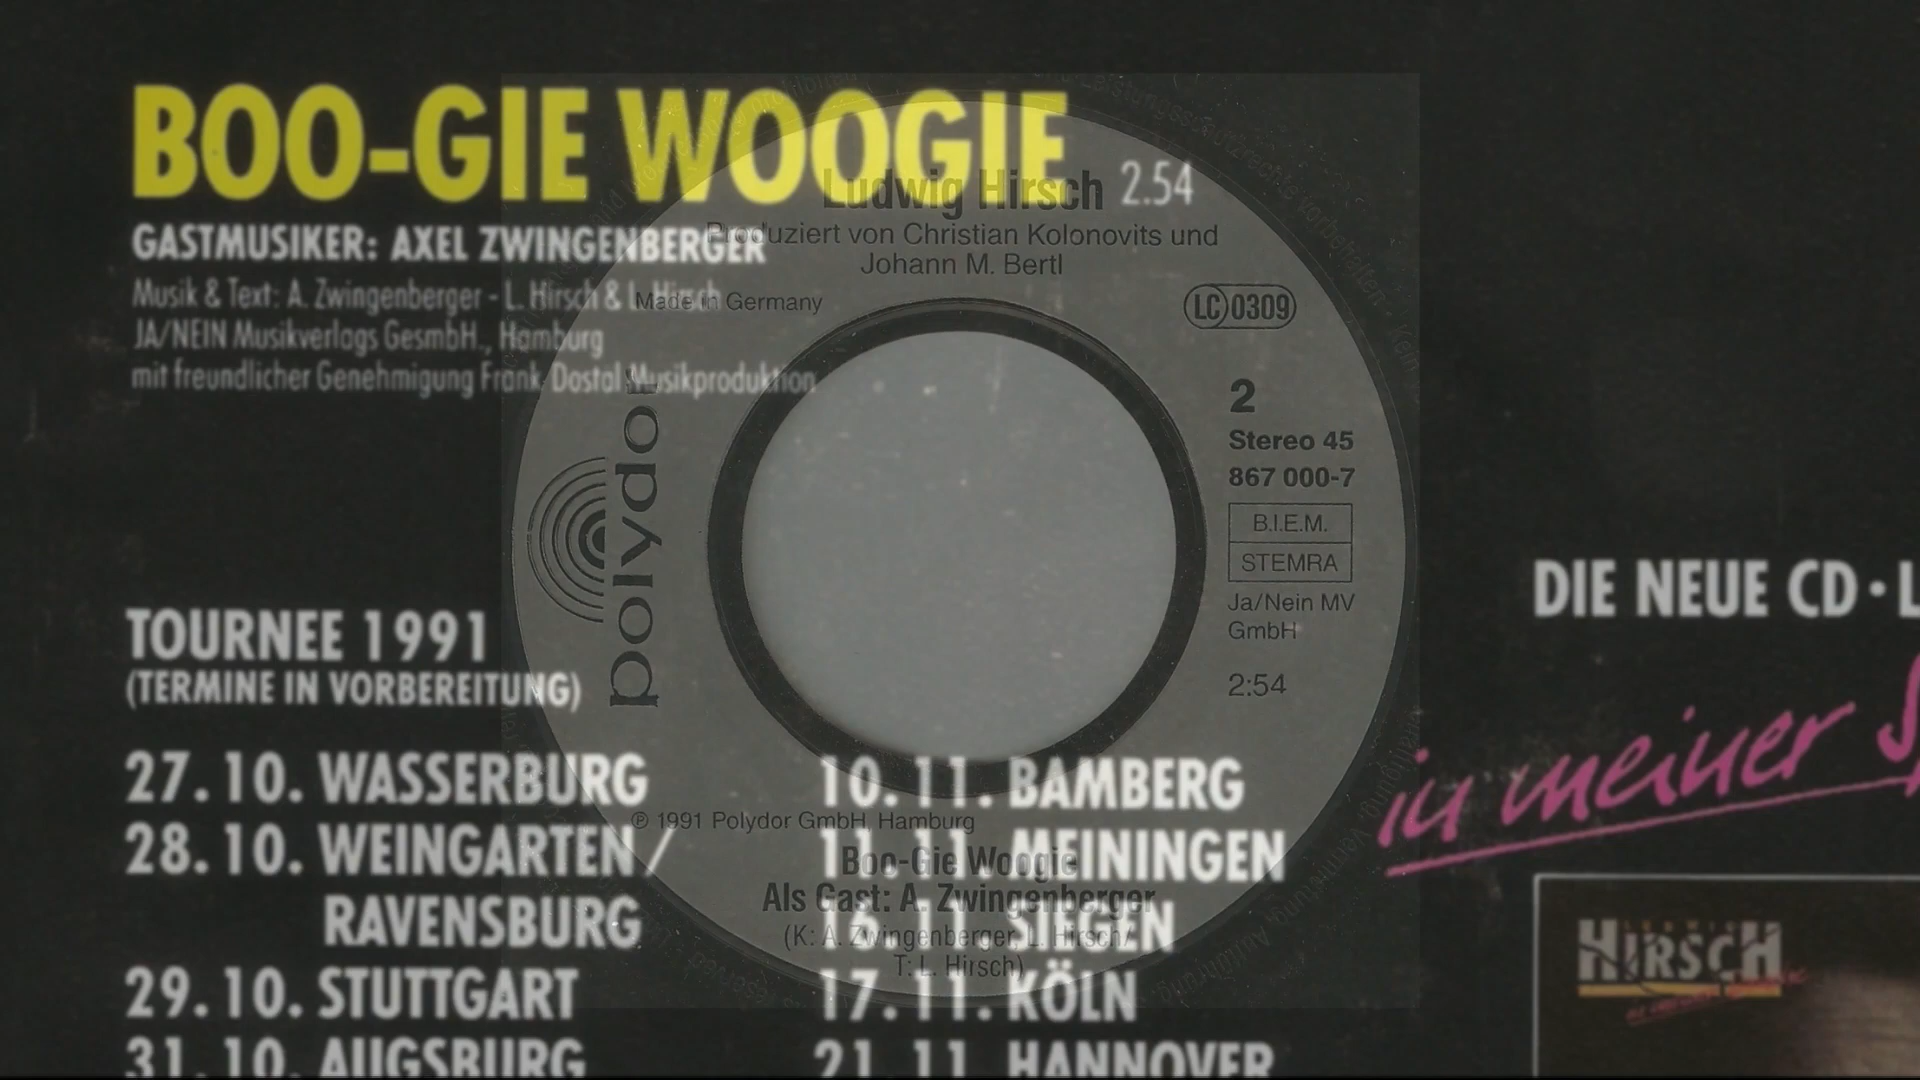 BOO-GIE WOOGIE 2.54
GASTMUSIKER: AXEL ZWINGENBERGER
Musik & Text: A. Zwingenberger - L. Hirsch & L. Hirsch
JA/NEIN Musikverlags GesmbH., Hamburg
mit freundlicher Genehmigung Frank Dostal Musikproduktion
TOURNEE 1991
(TERMINE IN VORBEREITUNG)
27.10. WASSERBURG
28.10. WEINGARTEN/
RAVENSBURG
29.10. STUTTGART
31.10. AUGSBURG
10.11. BAMBERG
11.11. MEININGEN
16.11. SIEGEN
17.11. KÖLN
21.11. HANNOVER
DIE NEUE CD · L
in meiner S
LUDWIG
HIRSCH
Ludwig Hirsch
Produziert von Christian Kolonovits und
Johann M. Bertl
Made in Germany
LC 0309
polydor
2
Stereo 45
867 000-7
B.I.E.M.
STEMRA
Ja/Nein MV
GmbH
2:54
℗ 1991 Polydor GmbH, Hamburg
Boo-Gie Woogie
Als Gast: A. Zwingenberger
(K: A. Zwingenberger, L. Hirsch/
T: L. Hirsch)